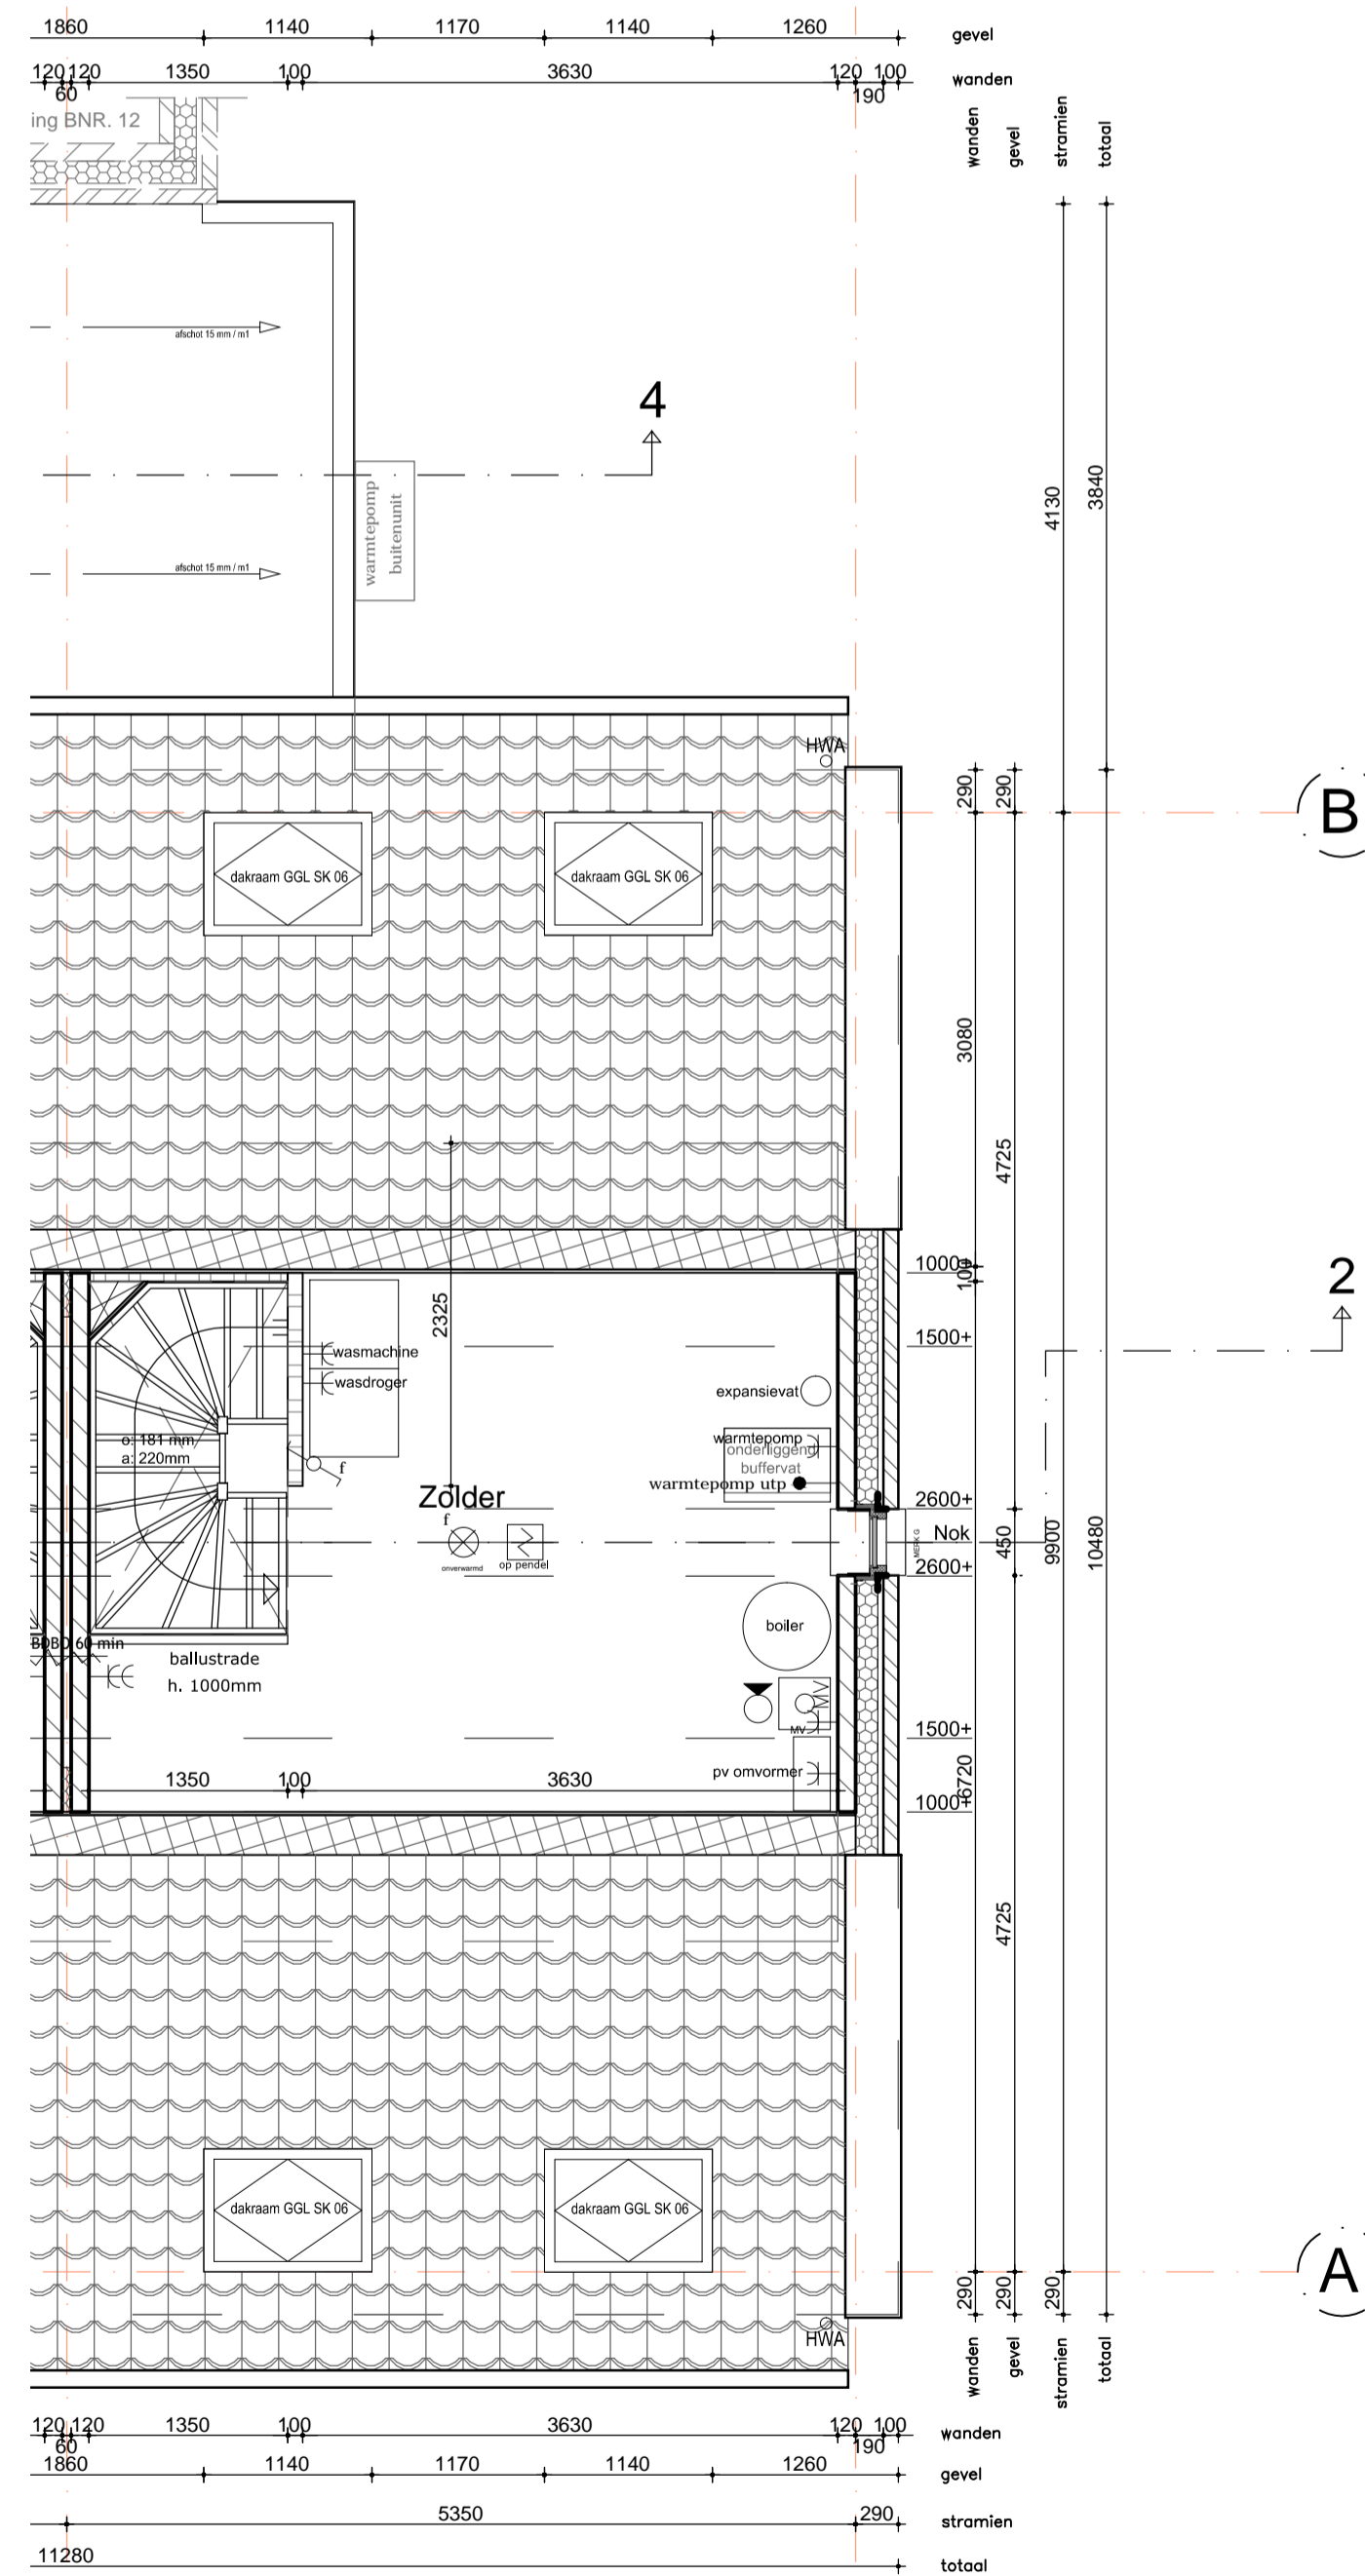 1860 1140 1170 1140 1260 gevel
120 120 1350 100 3630 120 100 wanden
60 190
wanden gevel stramien totaal
ing BNR. 12
afschot 15 mm / m1
4
4130 3840
warmtepomp
buitenunit
afschot 15 mm / m1
HWA
290 290
B
dakraam GGL SK 06 dakraam GGL SK 06
3080
4725
2325
1000+
100
1500+
2
wasmachine
wasdroger
expansievat
o: 181 mm
a: 220mm
warmtepomp
onderliggend
buffervat
warmtepomp utp
f
Zolder
2600+
f
Nok
MERK G
450 9900 10480
onverwarmd op pendel
2600+
boiler
BDBO 60 min
ballustrade
h. 1000mm
MV
MV
1500+
pv omvormer
6720
1350 100 3630
1000+
4725
dakraam GGL SK 06 dakraam GGL SK 06
A
290 290 290
HWA
wanden gevel stramien totaal
120 120 1350 100 3630 120 100 wanden
60 190
1860 1140 1170 1140 1260 gevel
5350 290 stramien
11280 totaal